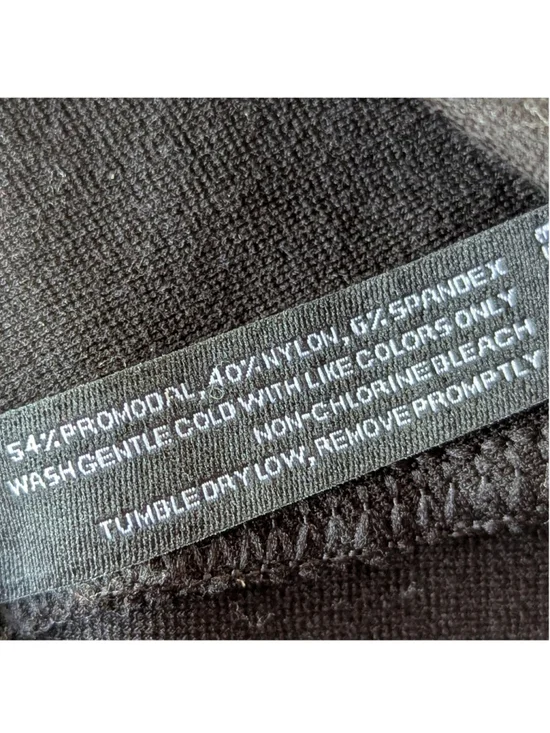 54% PROMODAL, 40% NYLON, 6% SPANDEX
WASH GENTLE COLD WITH LIKE COLORS ONLY
NON-CHLORINE BLEACH
TUMBLE DRY LOW, REMOVE PROMPTLY